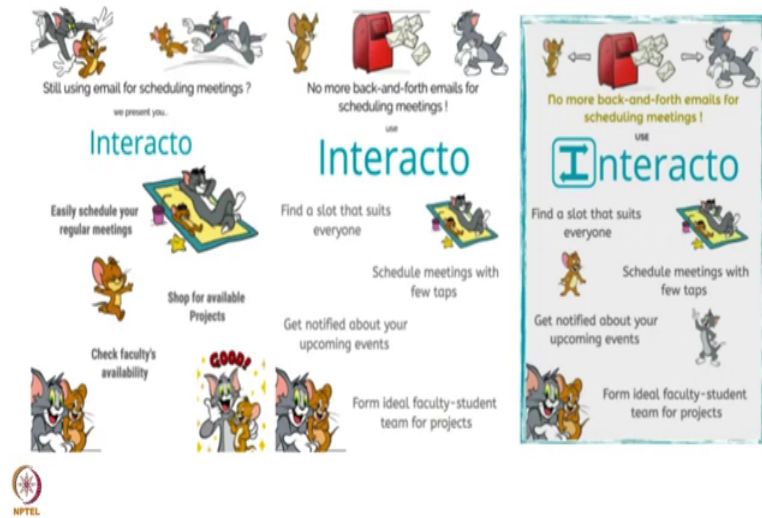 Still using email for scheduling meetings ?
we present you..
Interacto
Easily schedule your
regular meetings
Shop for available
Projects
Check faculty's
availability
GOOD!
No more back-and-forth emails for
scheduling meetings !
use
Interacto
Find a slot that suits
everyone
Schedule meetings with
few taps
Get notified about your
upcoming events
Form ideal faculty-student
team for projects
No more back-and-forth emails for
scheduling meetings !
USE
Interacto
Find a slot that suits
everyone
Schedule meetings with
few taps
Get notified about your
upcoming events
Form ideal faculty-student
team for projects
NPTEL